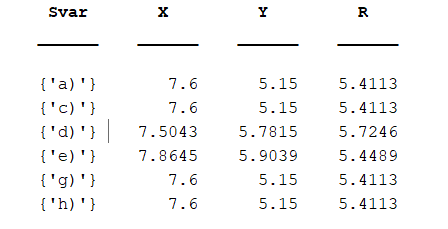 Svar X Y R
{'a)'} 7.6 5.15 5.4113
{'c)'} 7.6 5.15 5.4113
{'d)'} 7.5043 5.7815 5.7246
{'e)'} 7.8645 5.9039 5.4489
{'g)'} 7.6 5.15 5.4113
{'h)'} 7.6 5.15 5.4113